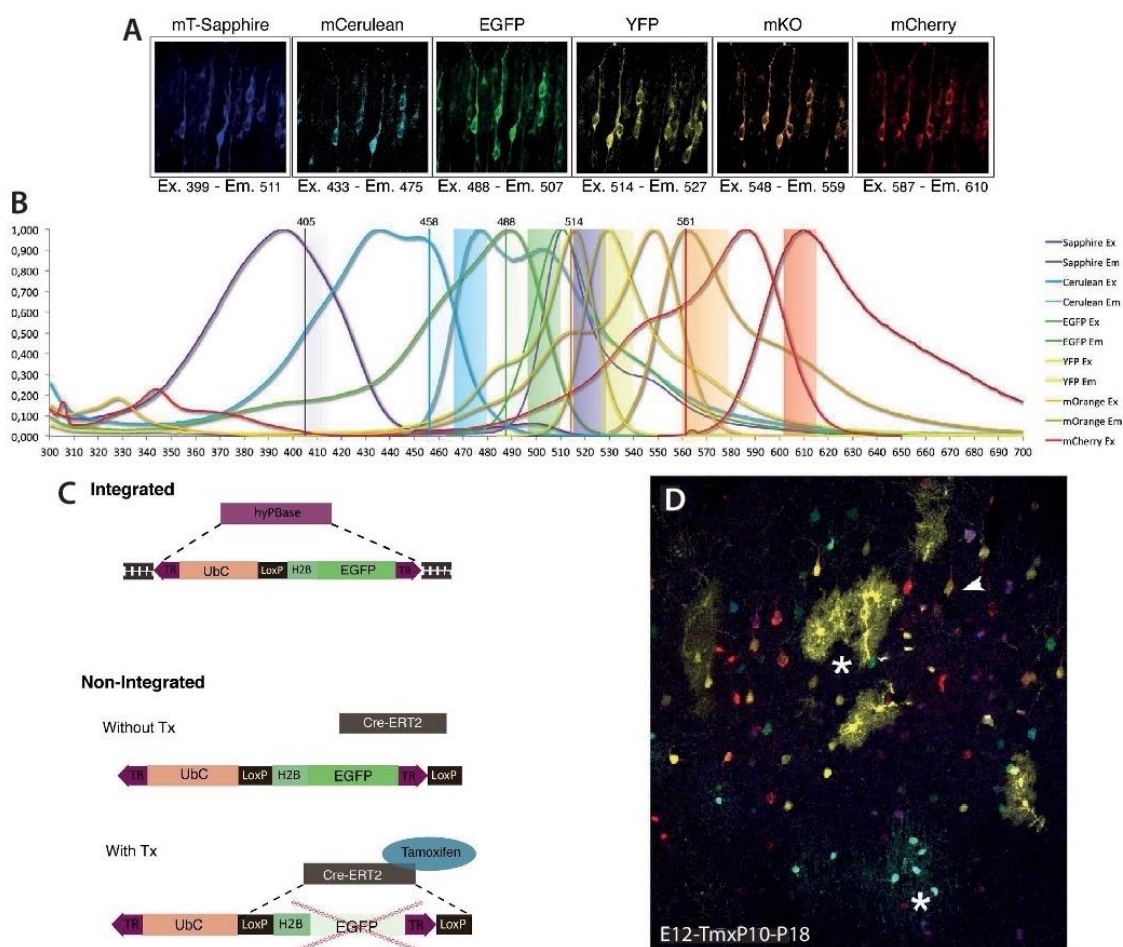 A
mT-Sapphire mCerulean EGFP YFP mKO mCherry
Ex. 399 - Em. 511 Ex. 433 - Em. 475 Ex. 488 - Em. 507 Ex. 514 - Em. 527 Ex. 548 - Em. 559 Ex. 587 - Em. 610
B
405 458 488 514 561
1,000
0,900
0,800
0,700
0,600
0,500
0,400
0,300
0,200
0,100
0,000
300 310 320 330 340 350 360 370 380 390 400 410 420 430 440 450 460 470 480 490 500 510 520 530 540 550 560 570 580 590 600 610 620 630 640 650 660 670 680 690 700
Sapphire Ex
Sapphire Em
Cerulean Ex
Cerulean Em
EGFP Ex
EGFP Em
YFP Ex
YFP Em
mOrange Ex
mOrange Em
mCherry Ex
C Integrated
hyPBase
TR UbC LoxP H2B EGFP TR
Non-Integrated
Without Tx
Cre-ERT2
TR UbC LoxP H2B EGFP TR LoxP
With Tx
Tamoxifen
Cre-ERT2
TR UbC LoxP H2B EGFP TR LoxP
D
*
*
E12-TmxP10-P18